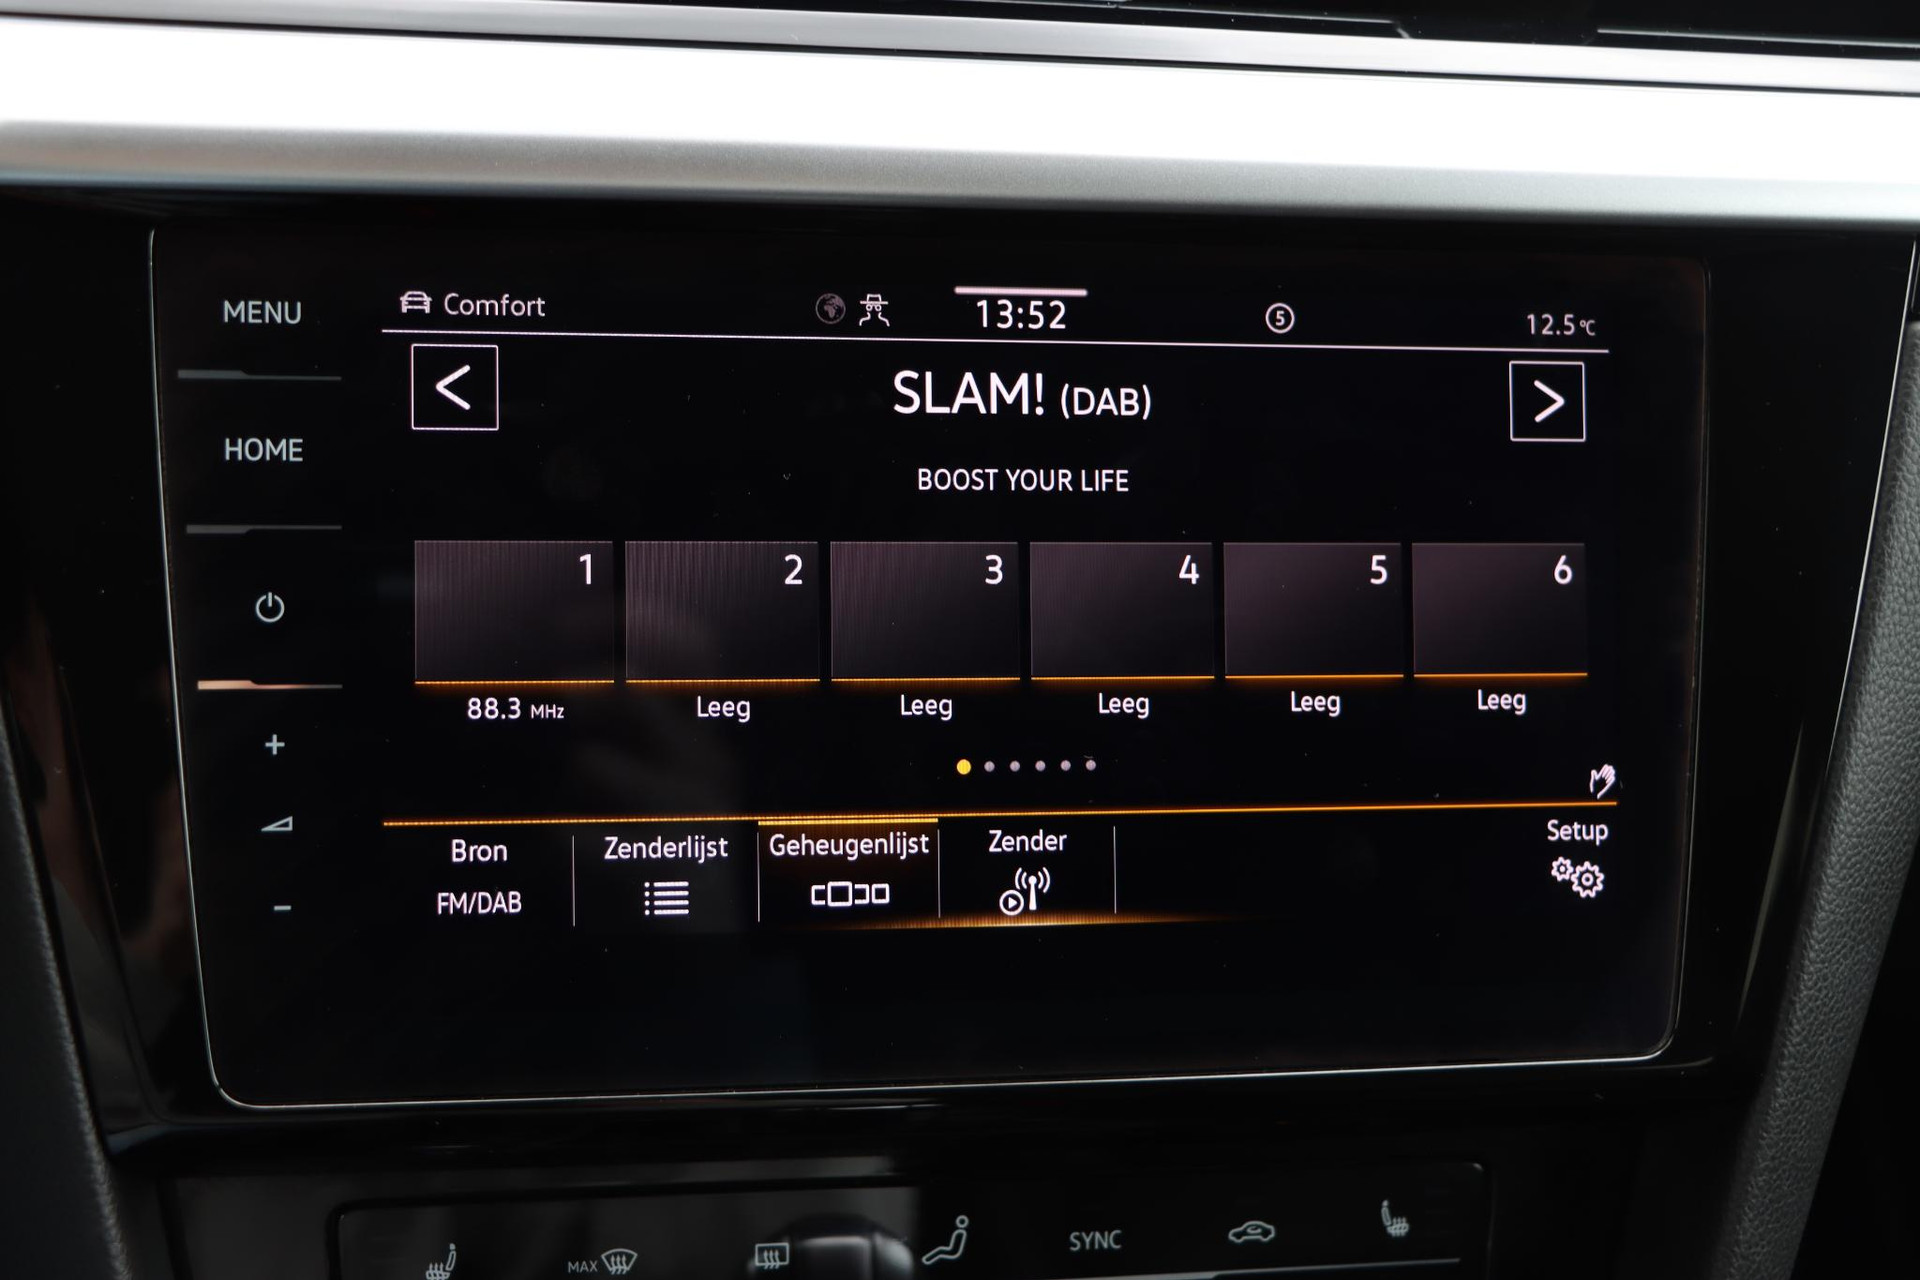 MENU
HOME
Comfort
13:52
5
12.5°C
<
SLAM! (DAB)
>
BOOST YOUR LIFE
1
2
3
4
5
6
88.3 MHz
Leeg
Leeg
Leeg
Leeg
Leeg
+
−
Bron
FM/DAB
Zenderlijst
Geheugenlijst
Zender
Setup
MAX
SYNC